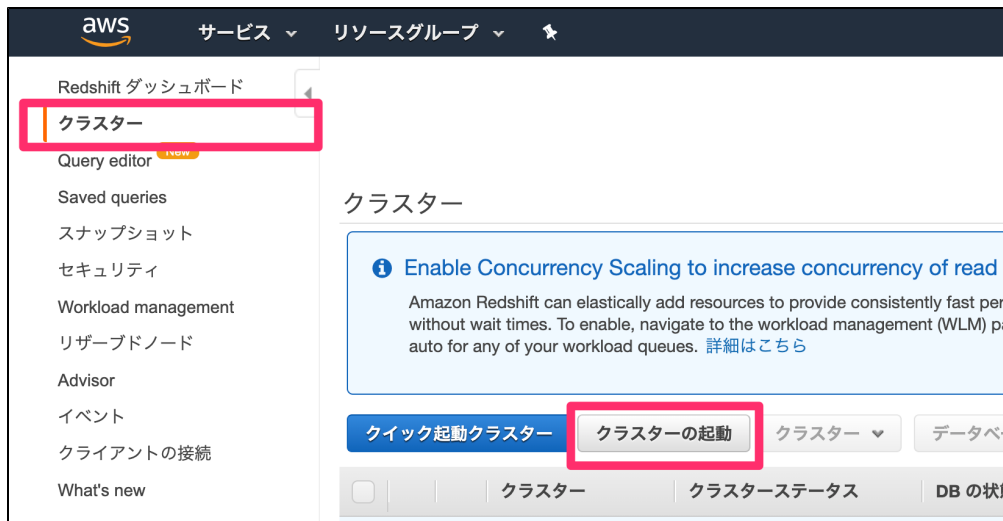 aws サービス リソースグループ
Redshift ダッシュボード
クラスター
Query editor New
Saved queries
スナップショット
セキュリティ
Workload management
リザーブドノード
Advisor
イベント
クライアントの接続
What's new
クラスター
Enable Concurrency Scaling to increase concurrency of read
Amazon Redshift can elastically add resources to provide consistently fast per
without wait times. To enable, navigate to the workload management (WLM) pa
auto for any of your workload queues. 詳細はこちら
クイック起動クラスター クラスターの起動 クラスター データベ
クラスター クラスターステータス DB の状